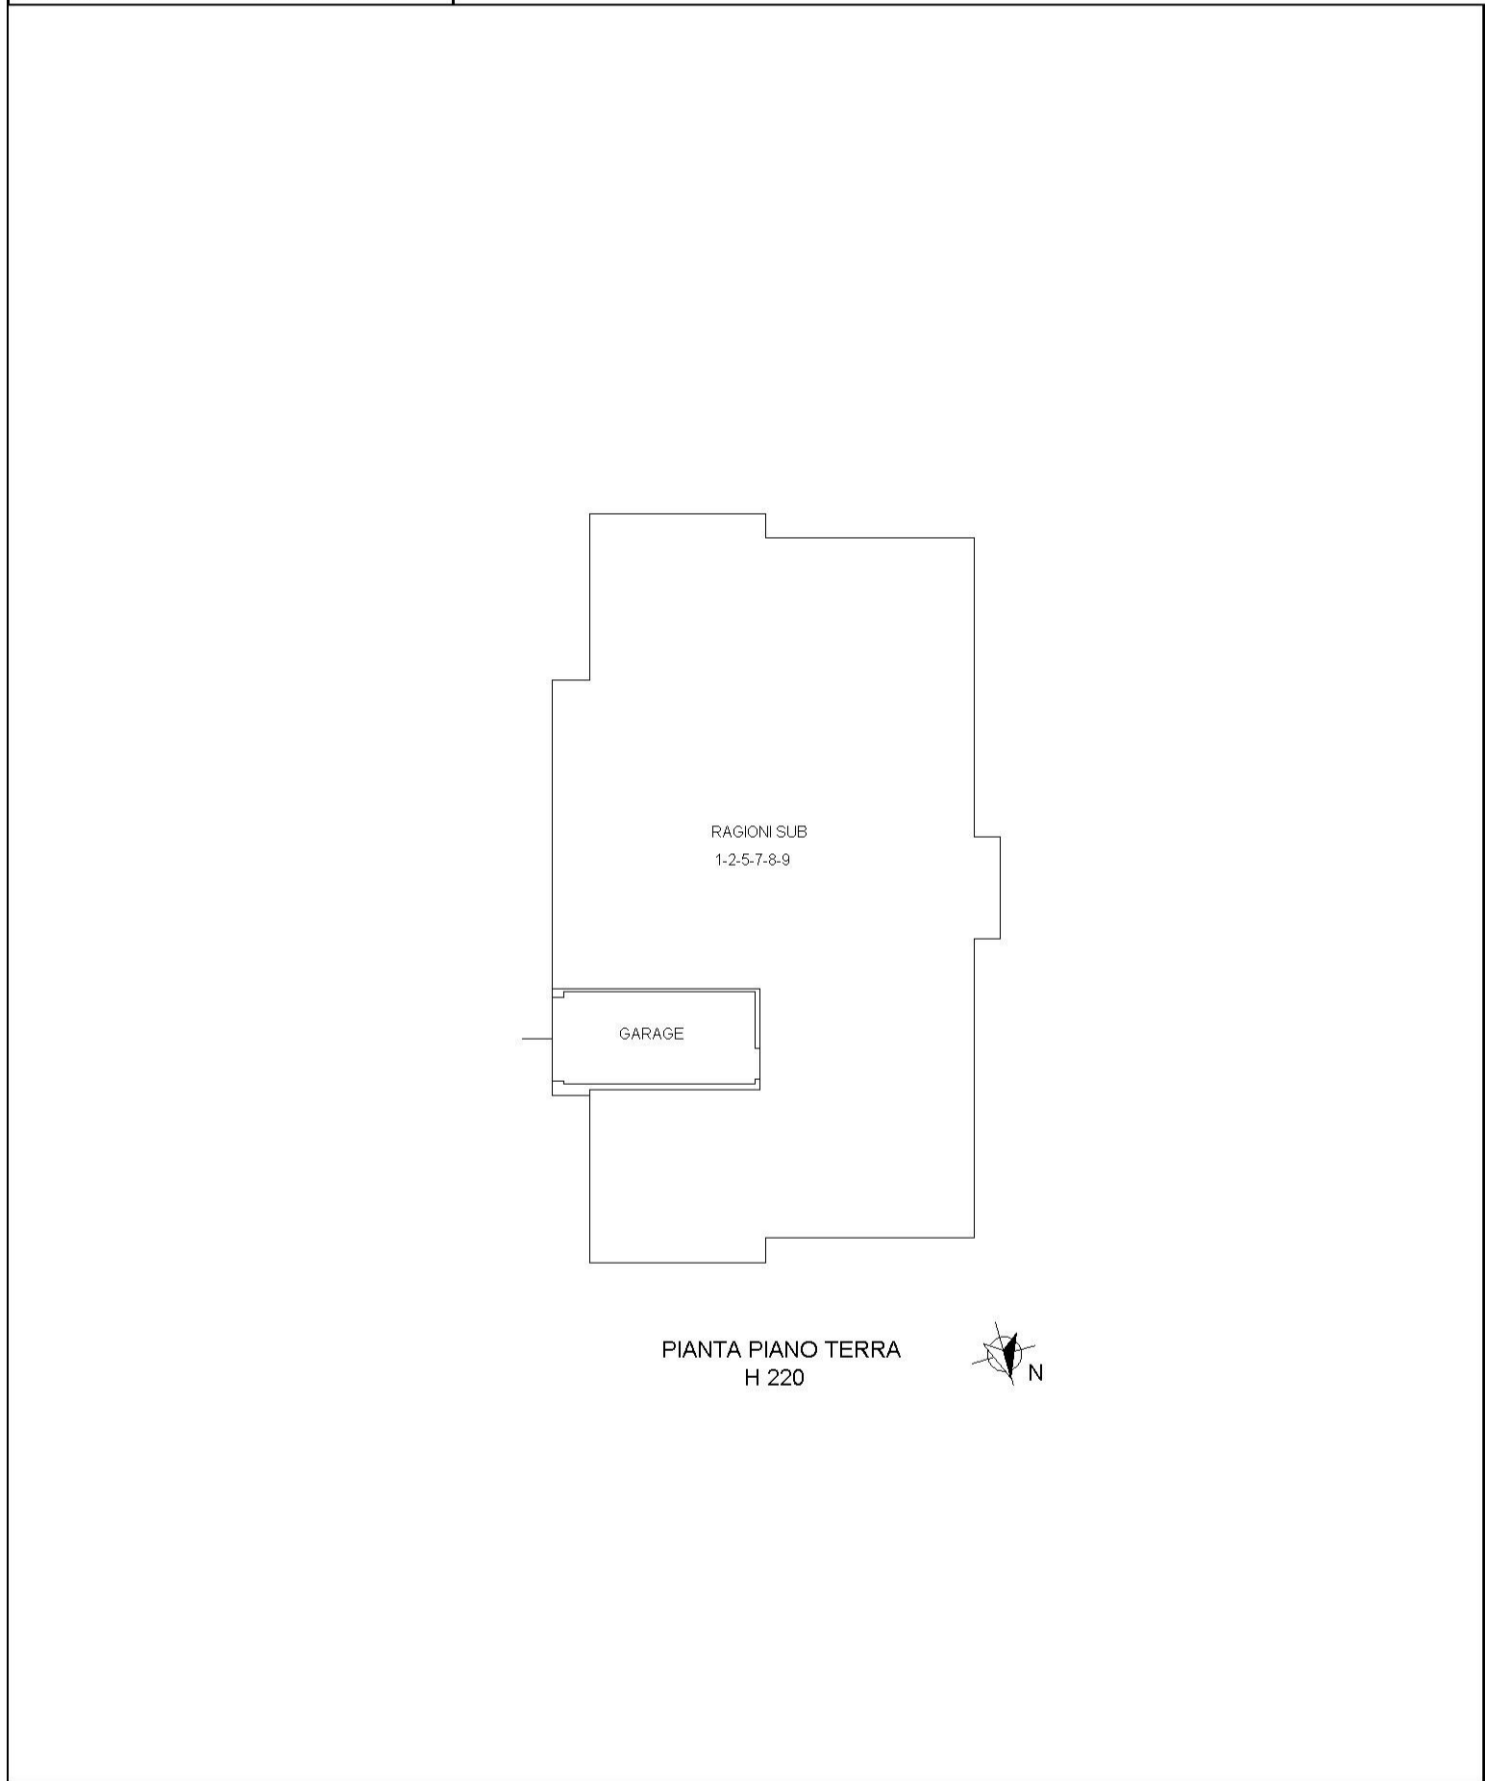 RAGIONI SUB
1-2-5-7-8-9
GARAGE
PIANTA PIANO TERRA
H 220
N